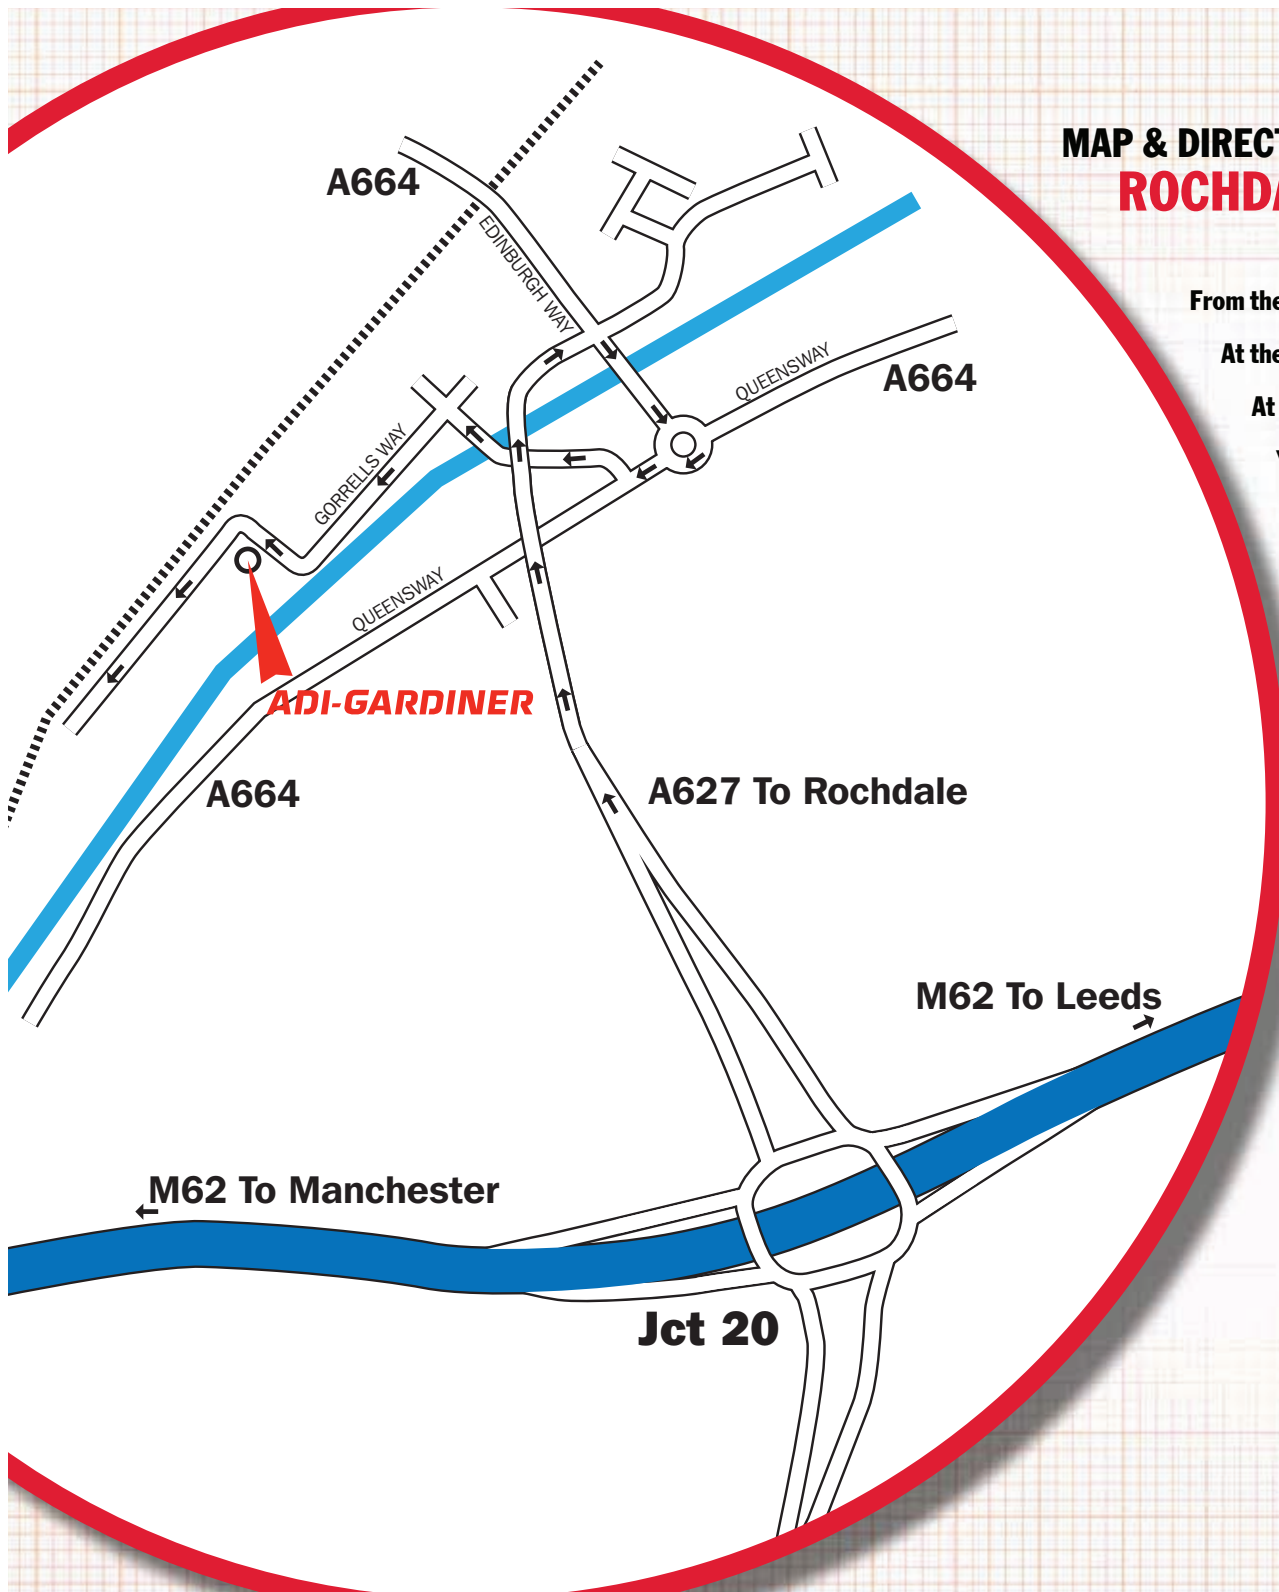 MAP & DIRECT
ROCHDA
A664
EDINBURGH WAY
From the
At the
QUEENSWAY
A664
At
GORRELLS WAY
QUEENSWAY
ADI-GARDINER
A664
A627 To Rochdale
M62 To Leeds
M62 To Manchester
Jct 20